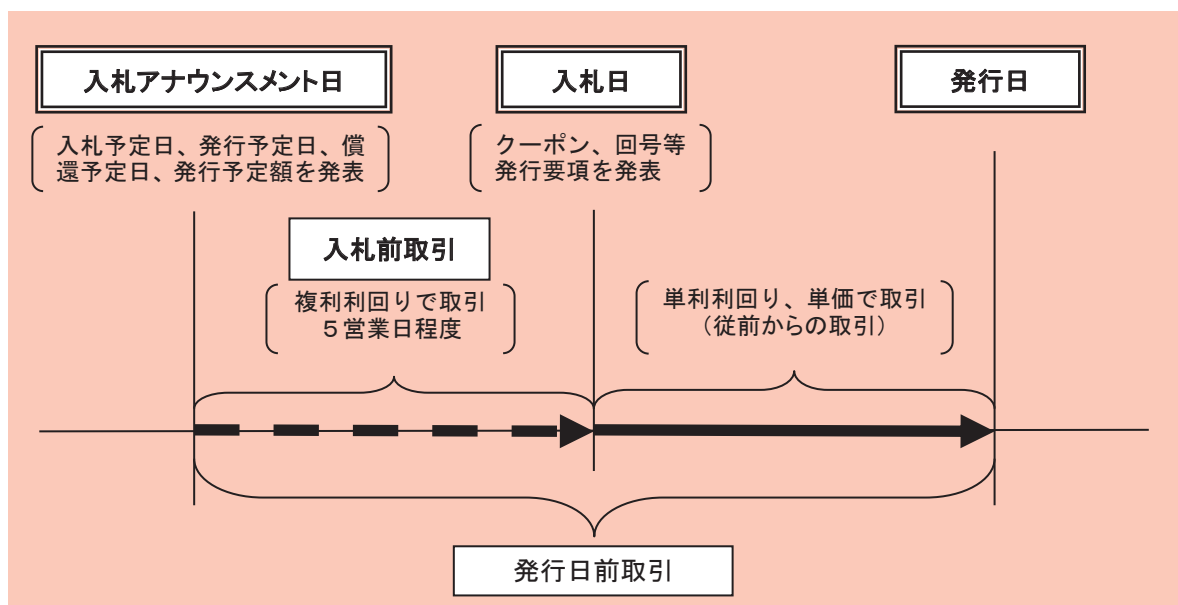 入札アナウンスメント日
入札日
発行日
入札予定日、発行予定日、償
還予定日、発行予定額を発表
クーポン、回号等
発行要項を発表
入札前取引
複利利回りで取引
５営業日程度
単利利回り、単価で取引
（従前からの取引）
発行日前取引